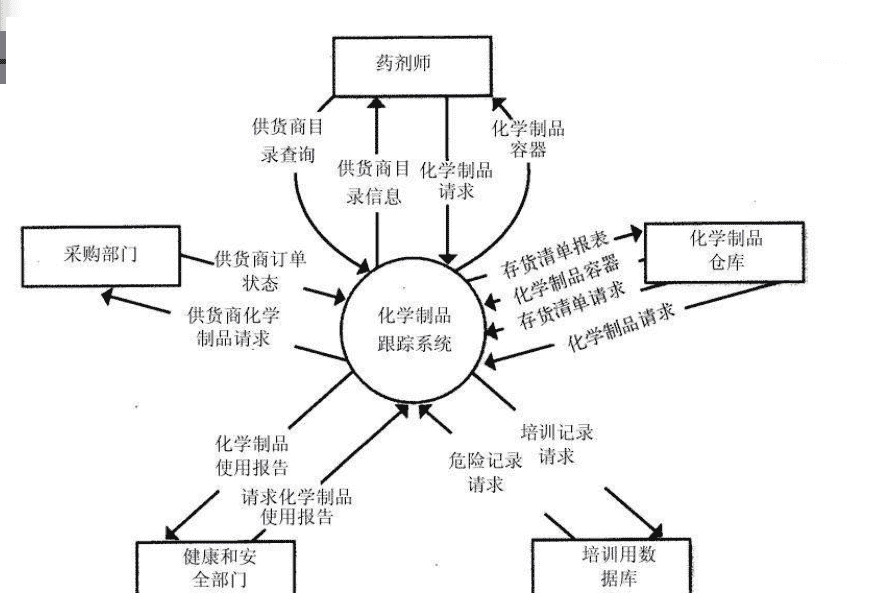 药剂师
供货商目
录查询
供货商目
录信息
化学制品
请求
化学制品
容器
采购部门
供货商订单
状态
供货商化学
制品请求
化学制品
跟踪系统
存货清单报表
化学制品容器
存货清单请求
化学制品请求
化学制品
仓库
化学制品
使用报告
请求化学制品
使用报告
危险记录
请求
培训记录
请求
健康和安
全部门
培训用数
据库